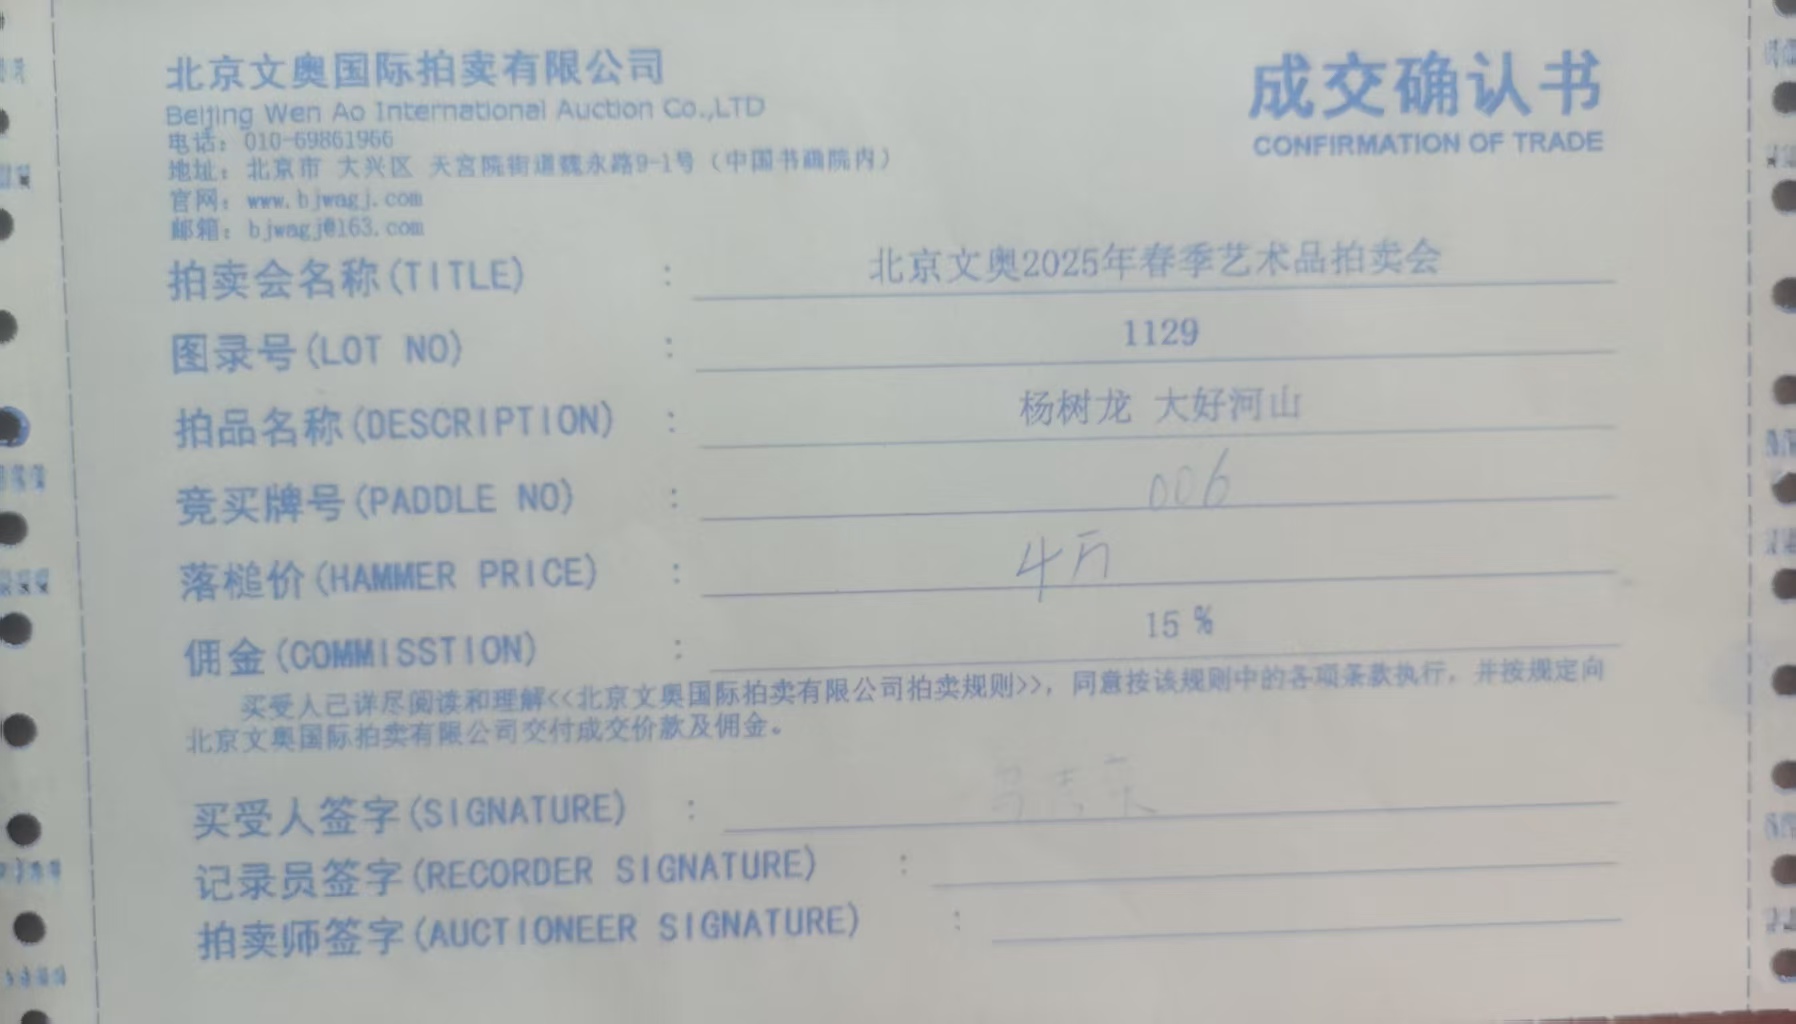 北京文奥国际拍卖有限公司
成交确认书
Beijing Wen Ao International Auction Co.,LTD
CONFIRMATION OF TRADE
电话：010-69861966
地址：北京市 大兴区 天宫院街道魏永路9-1号（中国书画院内）
官网：www.bjwagj.com
邮箱：bjwagj@163.com
拍卖会名称(TITLE) : 北京文奥2025年春季艺术品拍卖会
图录号(LOT NO) : 1129
拍品名称(DESCRIPTION) : 杨树龙 大好河山
竞买牌号(PADDLE NO) : 006
落槌价(HAMMER PRICE) : 4万
佣金(COMMISSTION) : 15 %
买受人已详尽阅读和理解<<北京文奥国际拍卖有限公司拍卖规则>>，同意按该规则中的各项条款执行，并按规定向
北京文奥国际拍卖有限公司交付成交价款及佣金。
买受人签字(SIGNATURE) :
记录员签字(RECORDER SIGNATURE) :
拍卖师签字(AUCTIONEER SIGNATURE) :